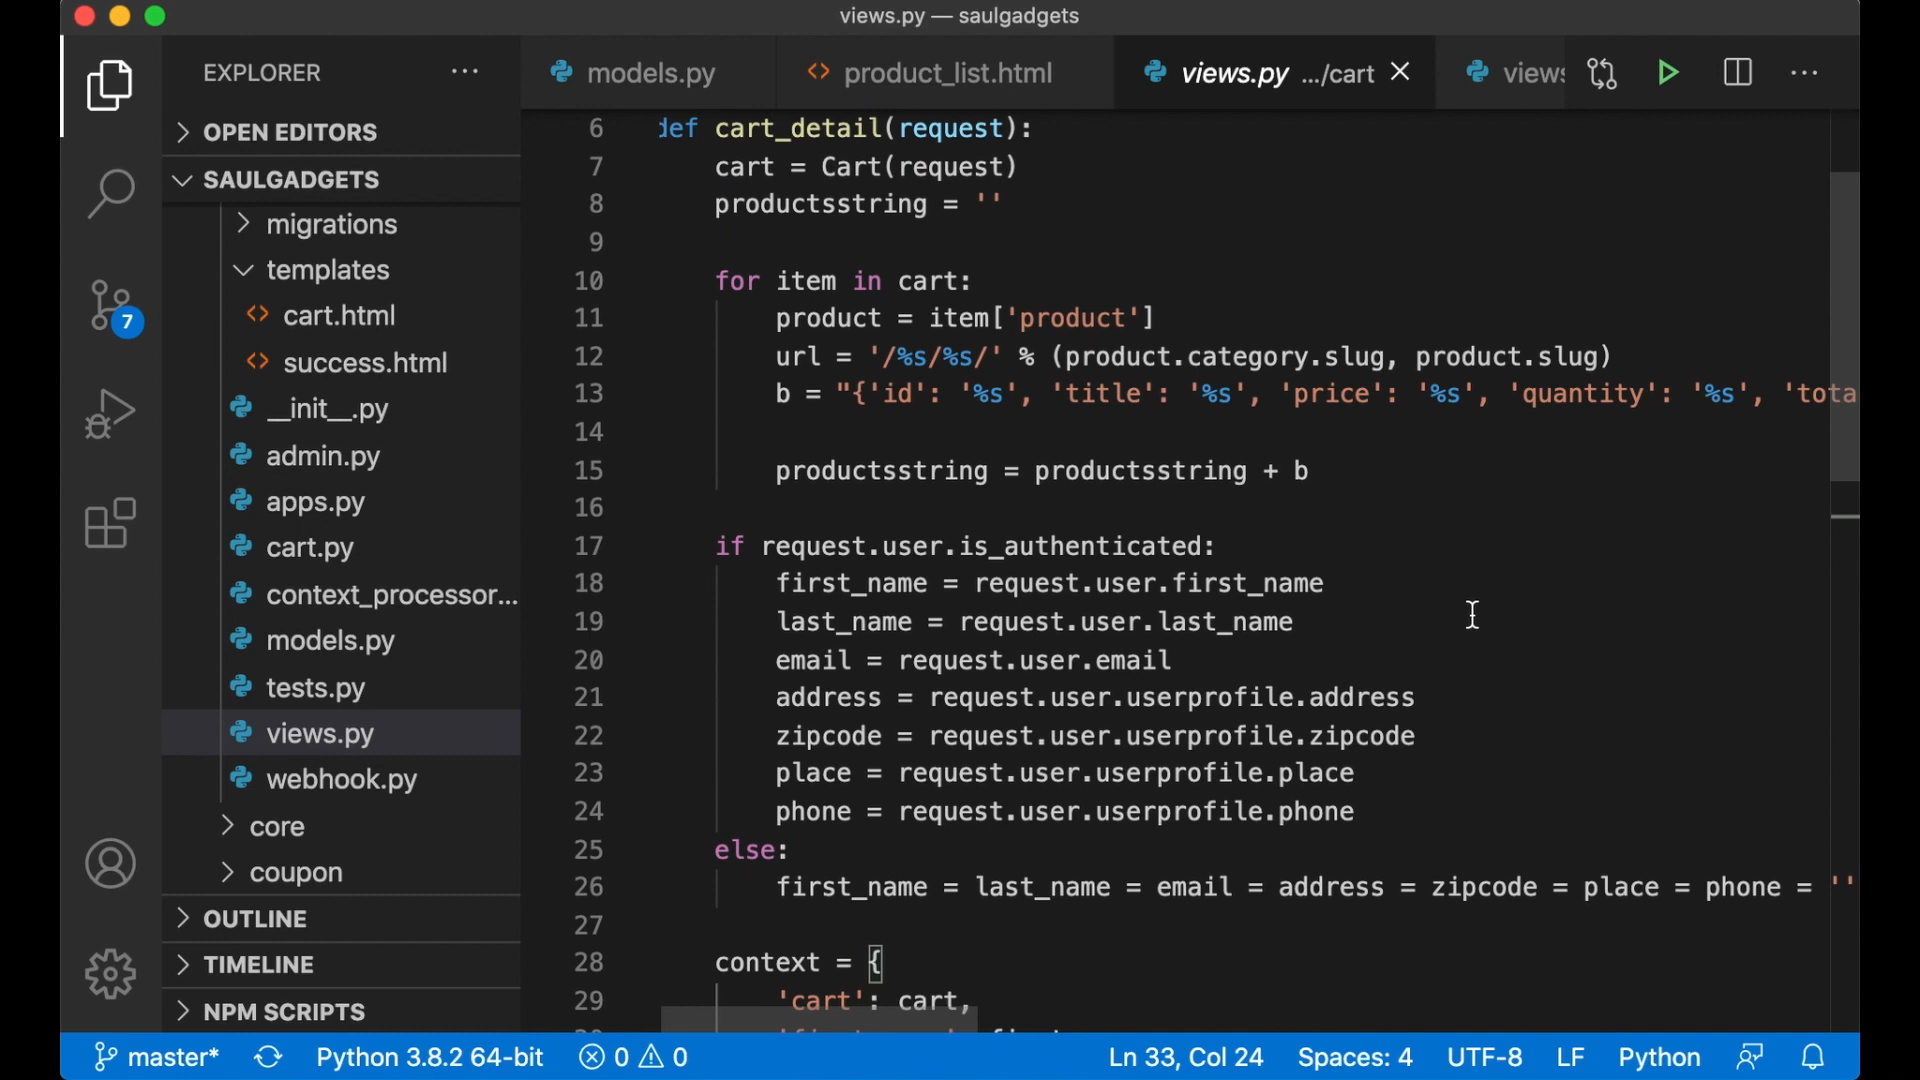 views.py — saulgadgets
EXPLORER
OPEN EDITORS
SAULGADGETS
migrations
templates
cart.html
success.html
__init__.py
admin.py
apps.py
cart.py
context_processor...
models.py
tests.py
views.py
webhook.py
core
coupon
OUTLINE
TIMELINE
NPM SCRIPTS
7
models.py
product_list.html
views.py .../cart
views
6 def cart_detail(request):
7 cart = Cart(request)
8 productsstring = ''
9
10 for item in cart:
11 product = item['product']
12 url = '/%s/%s/' % (product.category.slug, product.slug)
13 b = "{'id': '%s', 'title': '%s', 'price': '%s', 'quantity': '%s', 'tota
14
15 productsstring = productsstring + b
16
17 if request.user.is_authenticated:
18 first_name = request.user.first_name
19 last_name = request.user.last_name
20 email = request.user.email
21 address = request.user.userprofile.address
22 zipcode = request.user.userprofile.zipcode
23 place = request.user.userprofile.place
24 phone = request.user.userprofile.phone
25 else:
26 first_name = last_name = email = address = zipcode = place = phone = ''
27
28 context = {
29 'cart': cart,
master* Python 3.8.2 64-bit 0 0 Ln 33, Col 24 Spaces: 4 UTF-8 LF Python